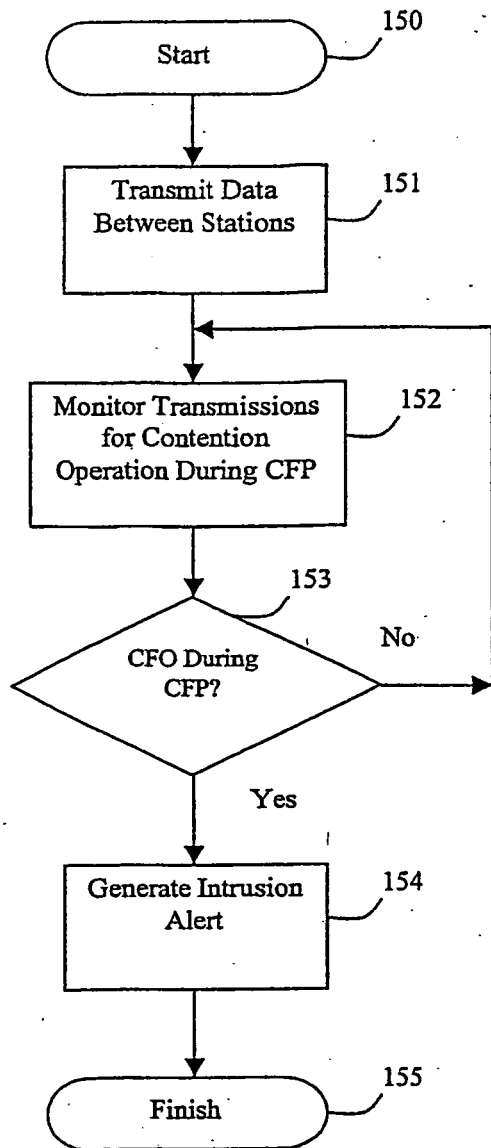 150
Start
151
Transmit Data
Between Stations
152
Monitor Transmissions
for Contention
Operation During CFP
153
CFO During
CFP?
No
Yes
154
Generate Intrusion
Alert
155
Finish